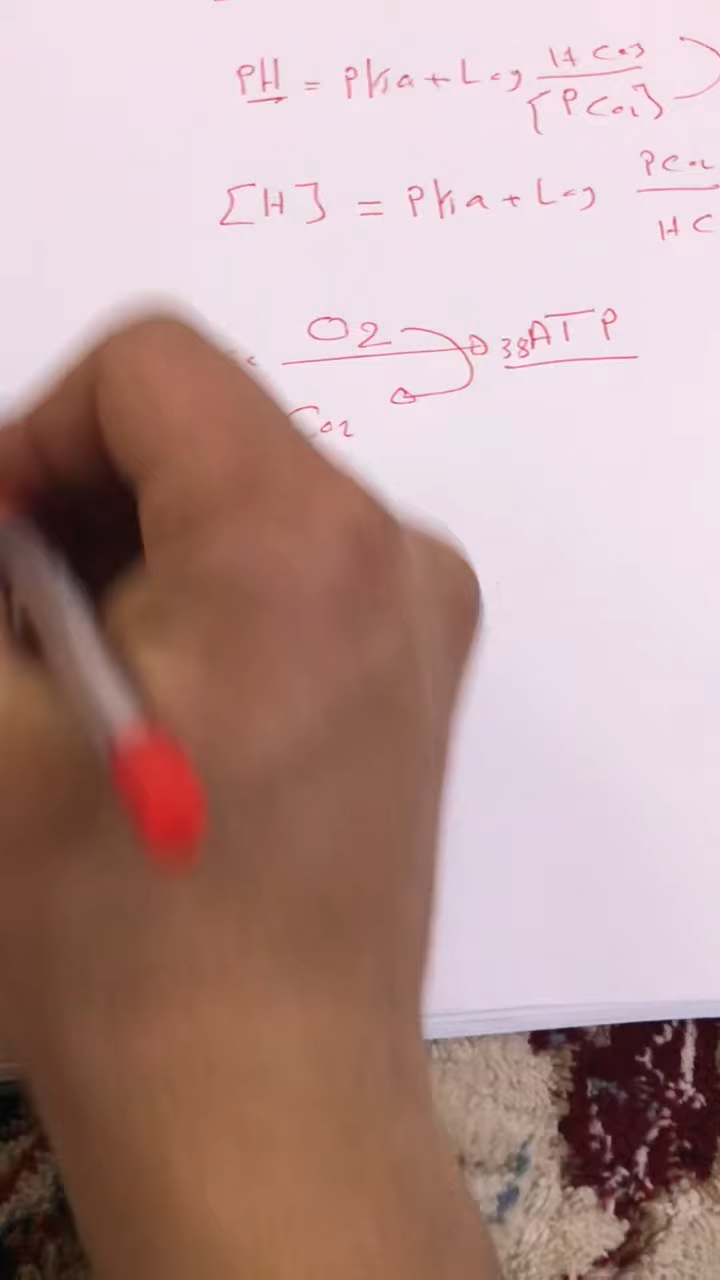 PH = PKa + Log HCO3 / [PCO2]
[H] = PKa + Log PCO2 / HC
O2 38ATP
CO2